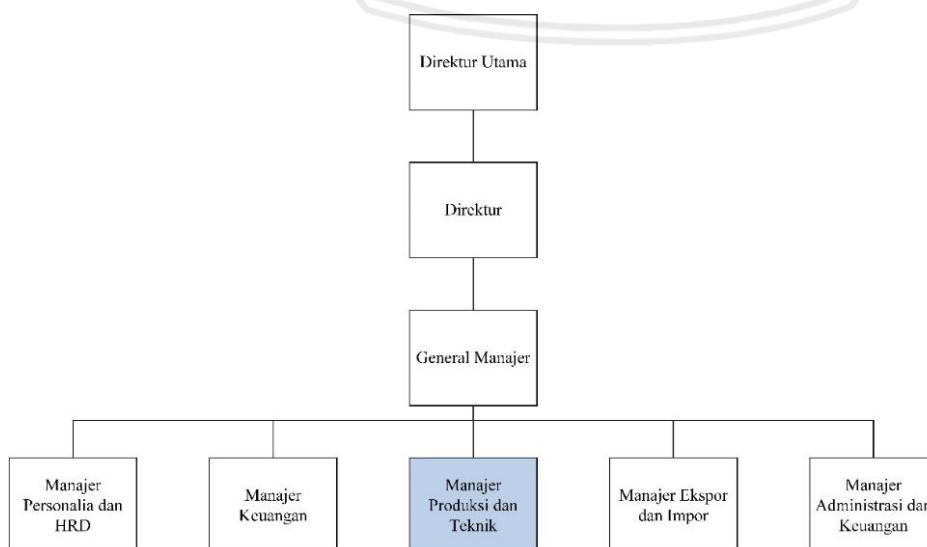 Direktur Utama
Direktur
General Manajer
Manajer
Personalia dan
HRD
Manajer
Keuangan
Manajer
Produksi dan
Teknik
Manajer Ekspor
dan Impor
Manajer
Administrasi dan
Keuangan